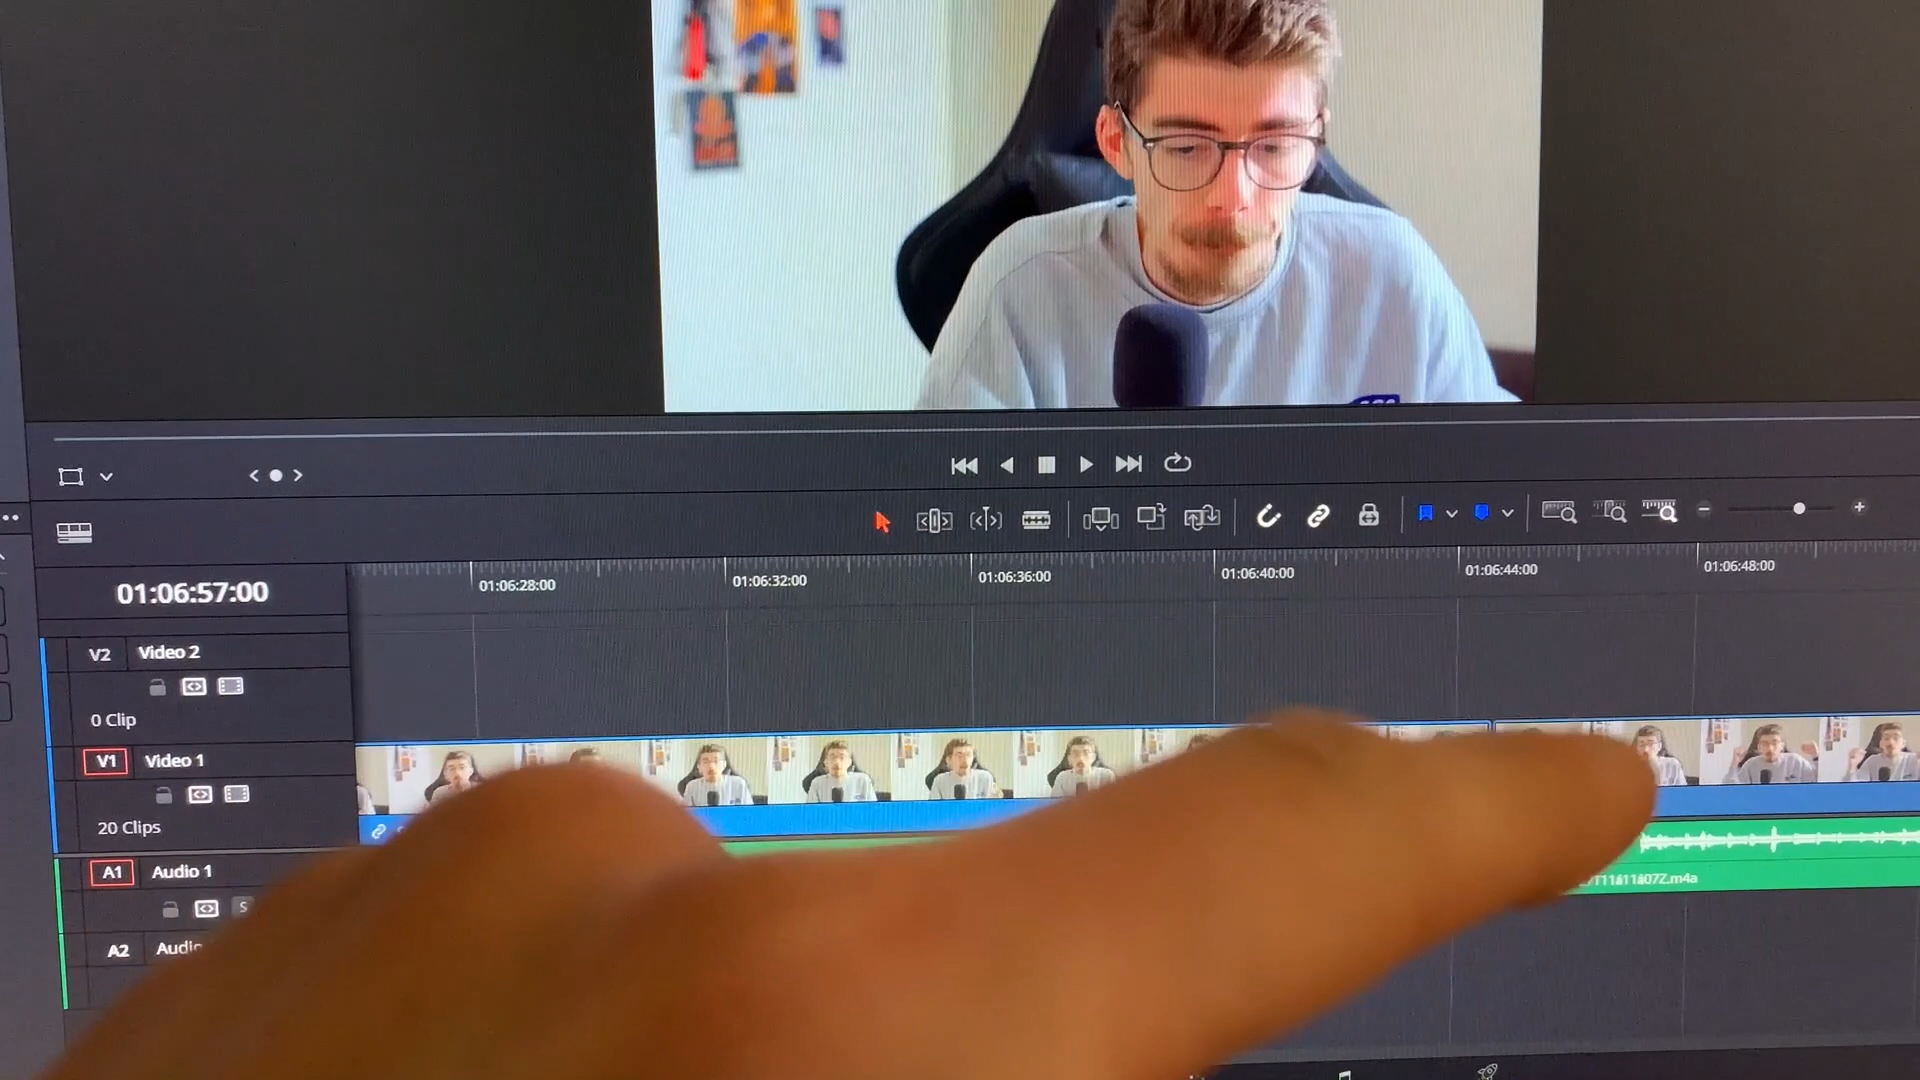 01:06:57:00
01:06:28:00
01:06:32:00
01:06:36:00
01:06:40:00
01:06:44:00
01:06:48:00
V2 Video 2
0 Clip
V1 Video 1
20 Clips
A1 Audio 1
S
A2